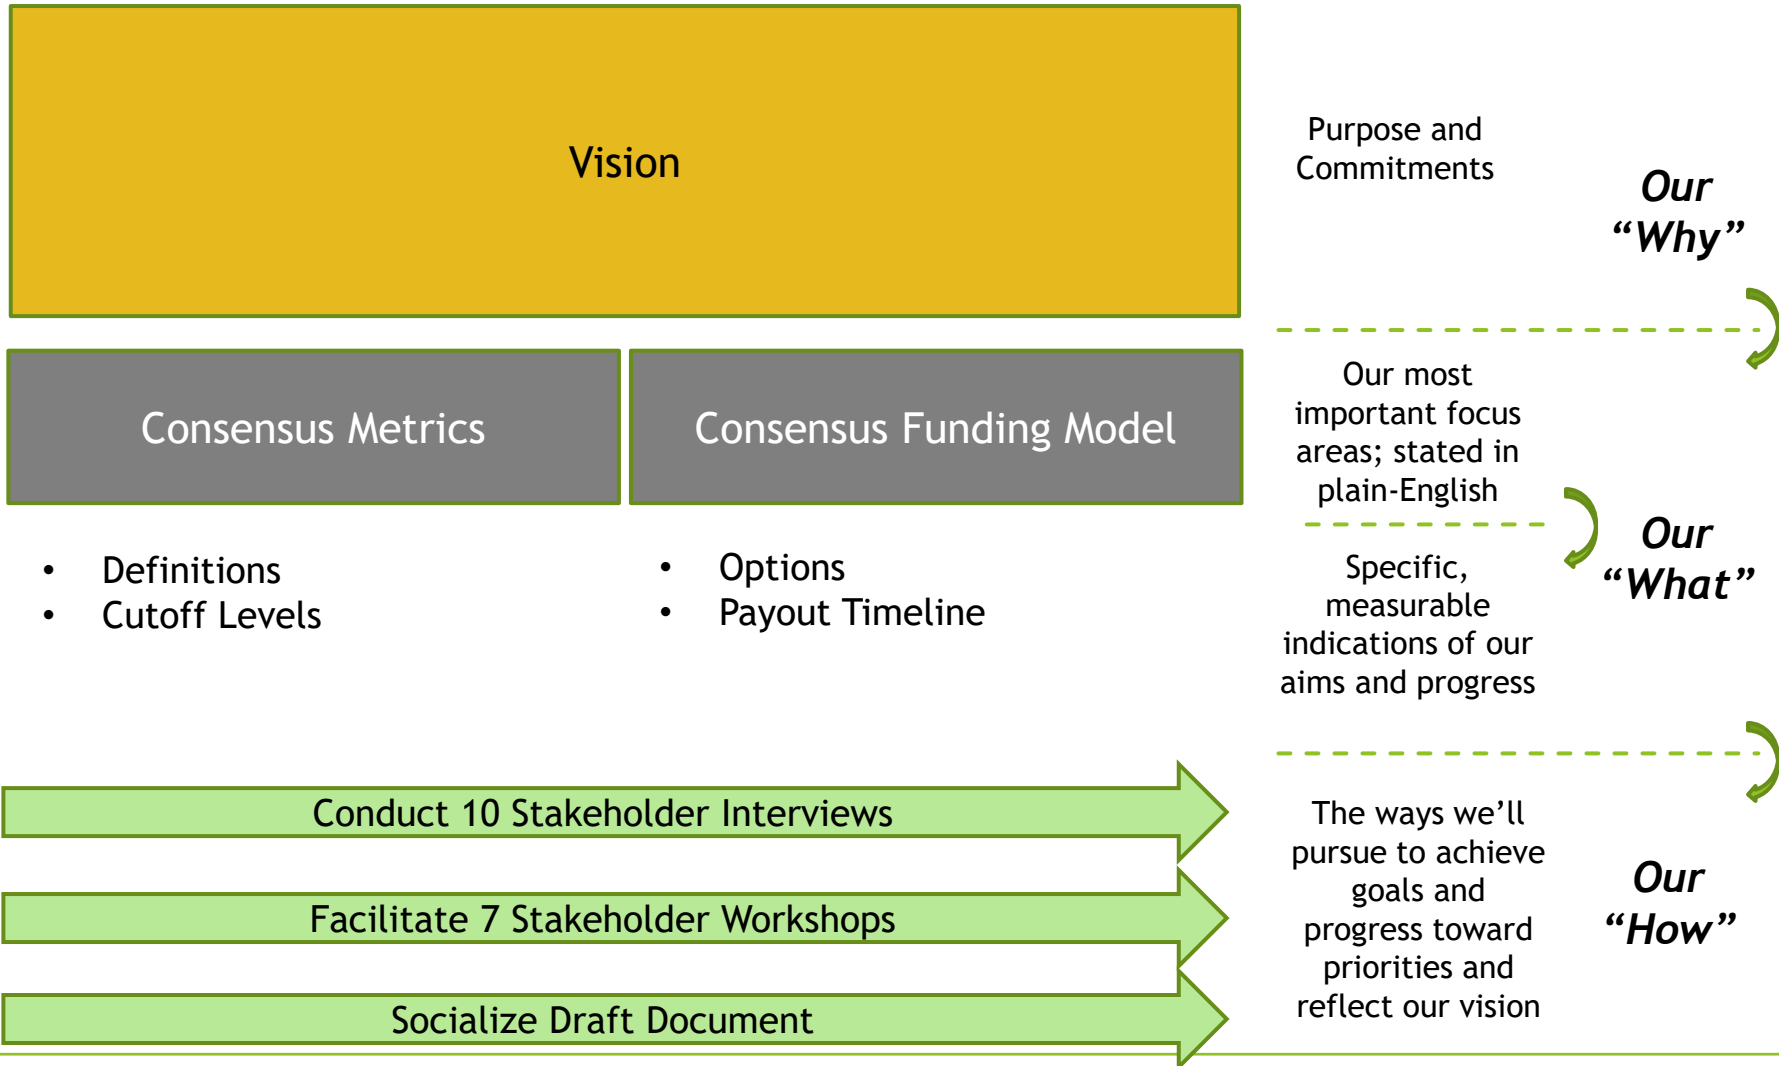 Vision
Purpose and
Commitments
Our
“Why”
Consensus Metrics
Consensus Funding Model
Our most
important focus
areas; stated in
plain-English
• Definitions
• Cutoff Levels
• Options
• Payout Timeline
Specific,
measurable
indications of our
aims and progress
Our
“What”
Conduct 10 Stakeholder Interviews
Facilitate 7 Stakeholder Workshops
Socialize Draft Document
The ways we’ll
pursue to achieve
goals and
progress toward
priorities and
reflect our vision
Our
“How”